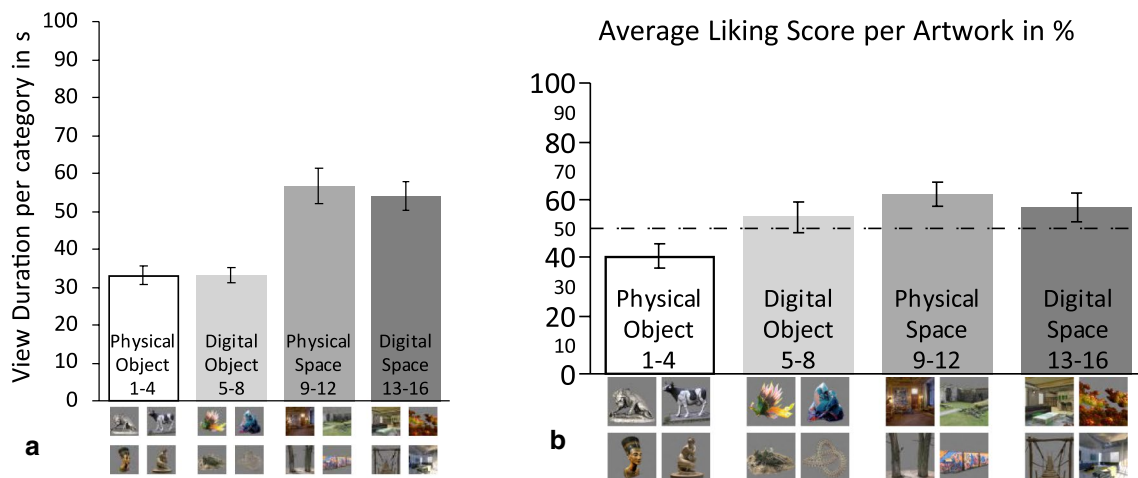 View Duration per category in s
100
90
80
70
60
50
40
30
20
10
0
Physical
Object
1-4
Digital
Object
5-8
Physical
Space
9-12
Digital
Space
13-16
a
Average Liking Score per Artwork in %
100
90
80
70
60
50
40
30
20
10
0
Physical
Object
1-4
Digital
Object
5-8
Physical
Space
9-12
Digital
Space
13-16
b